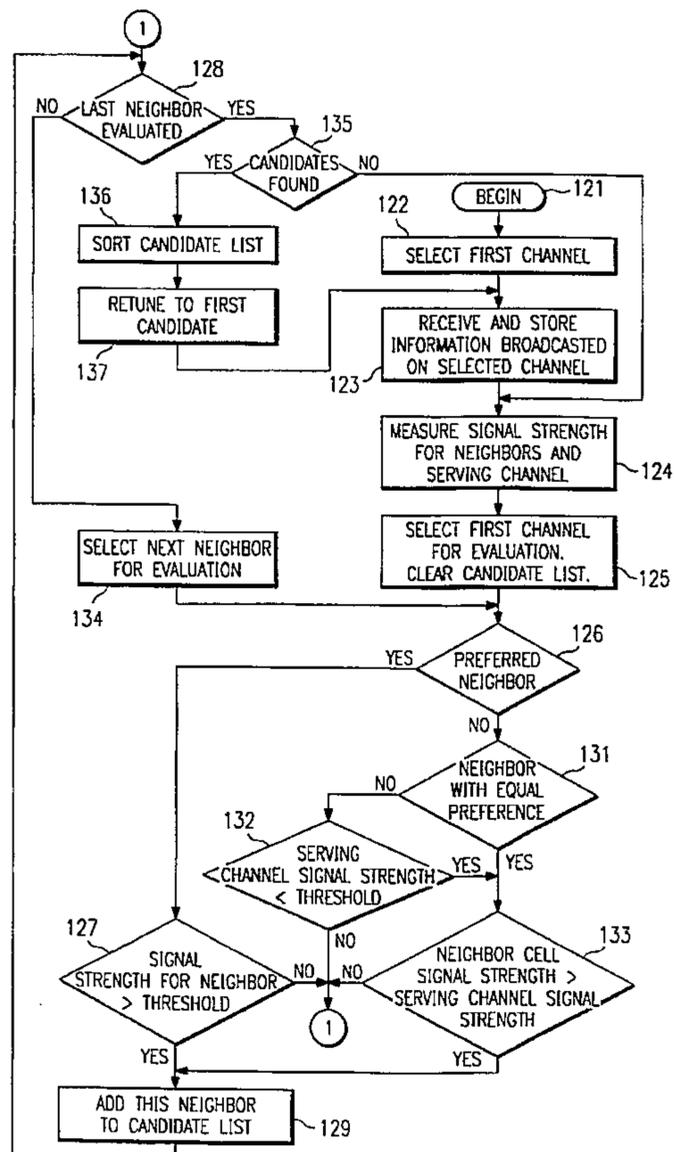 1
128
NO
LAST NEIGHBOR
EVALUATED
YES
135
YES
CANDIDATES
FOUND
NO
BEGIN
121
136
SORT CANDIDATE LIST
122
SELECT FIRST CHANNEL
RETUNE TO FIRST
CANDIDATE
137
RECEIVE AND STORE
INFORMATION BROADCASTED
ON SELECTED CHANNEL
123
MEASURE SIGNAL STRENGTH
FOR NEIGHBORS AND
SERVING CHANNEL
124
SELECT NEXT NEIGHBOR
FOR EVALUATION
134
SELECT FIRST CHANNEL
FOR EVALUATION.
CLEAR CANDIDATE LIST.
125
126
YES
PREFERRED
NEIGHBOR
NO
131
NO
NEIGHBOR
WITH EQUAL
PREFERENCE
YES
132
SERVING
CHANNEL SIGNAL STRENGTH
< THRESHOLD
YES
NO
127
SIGNAL
STRENGTH FOR NEIGHBOR
> THRESHOLD
NO
133
NO
NEIGHBOR CELL
SIGNAL STRENGTH >
SERVING CHANNEL SIGNAL
STRENGTH
1
YES
YES
ADD THIS NEIGHBOR
TO CANDIDATE LIST
129